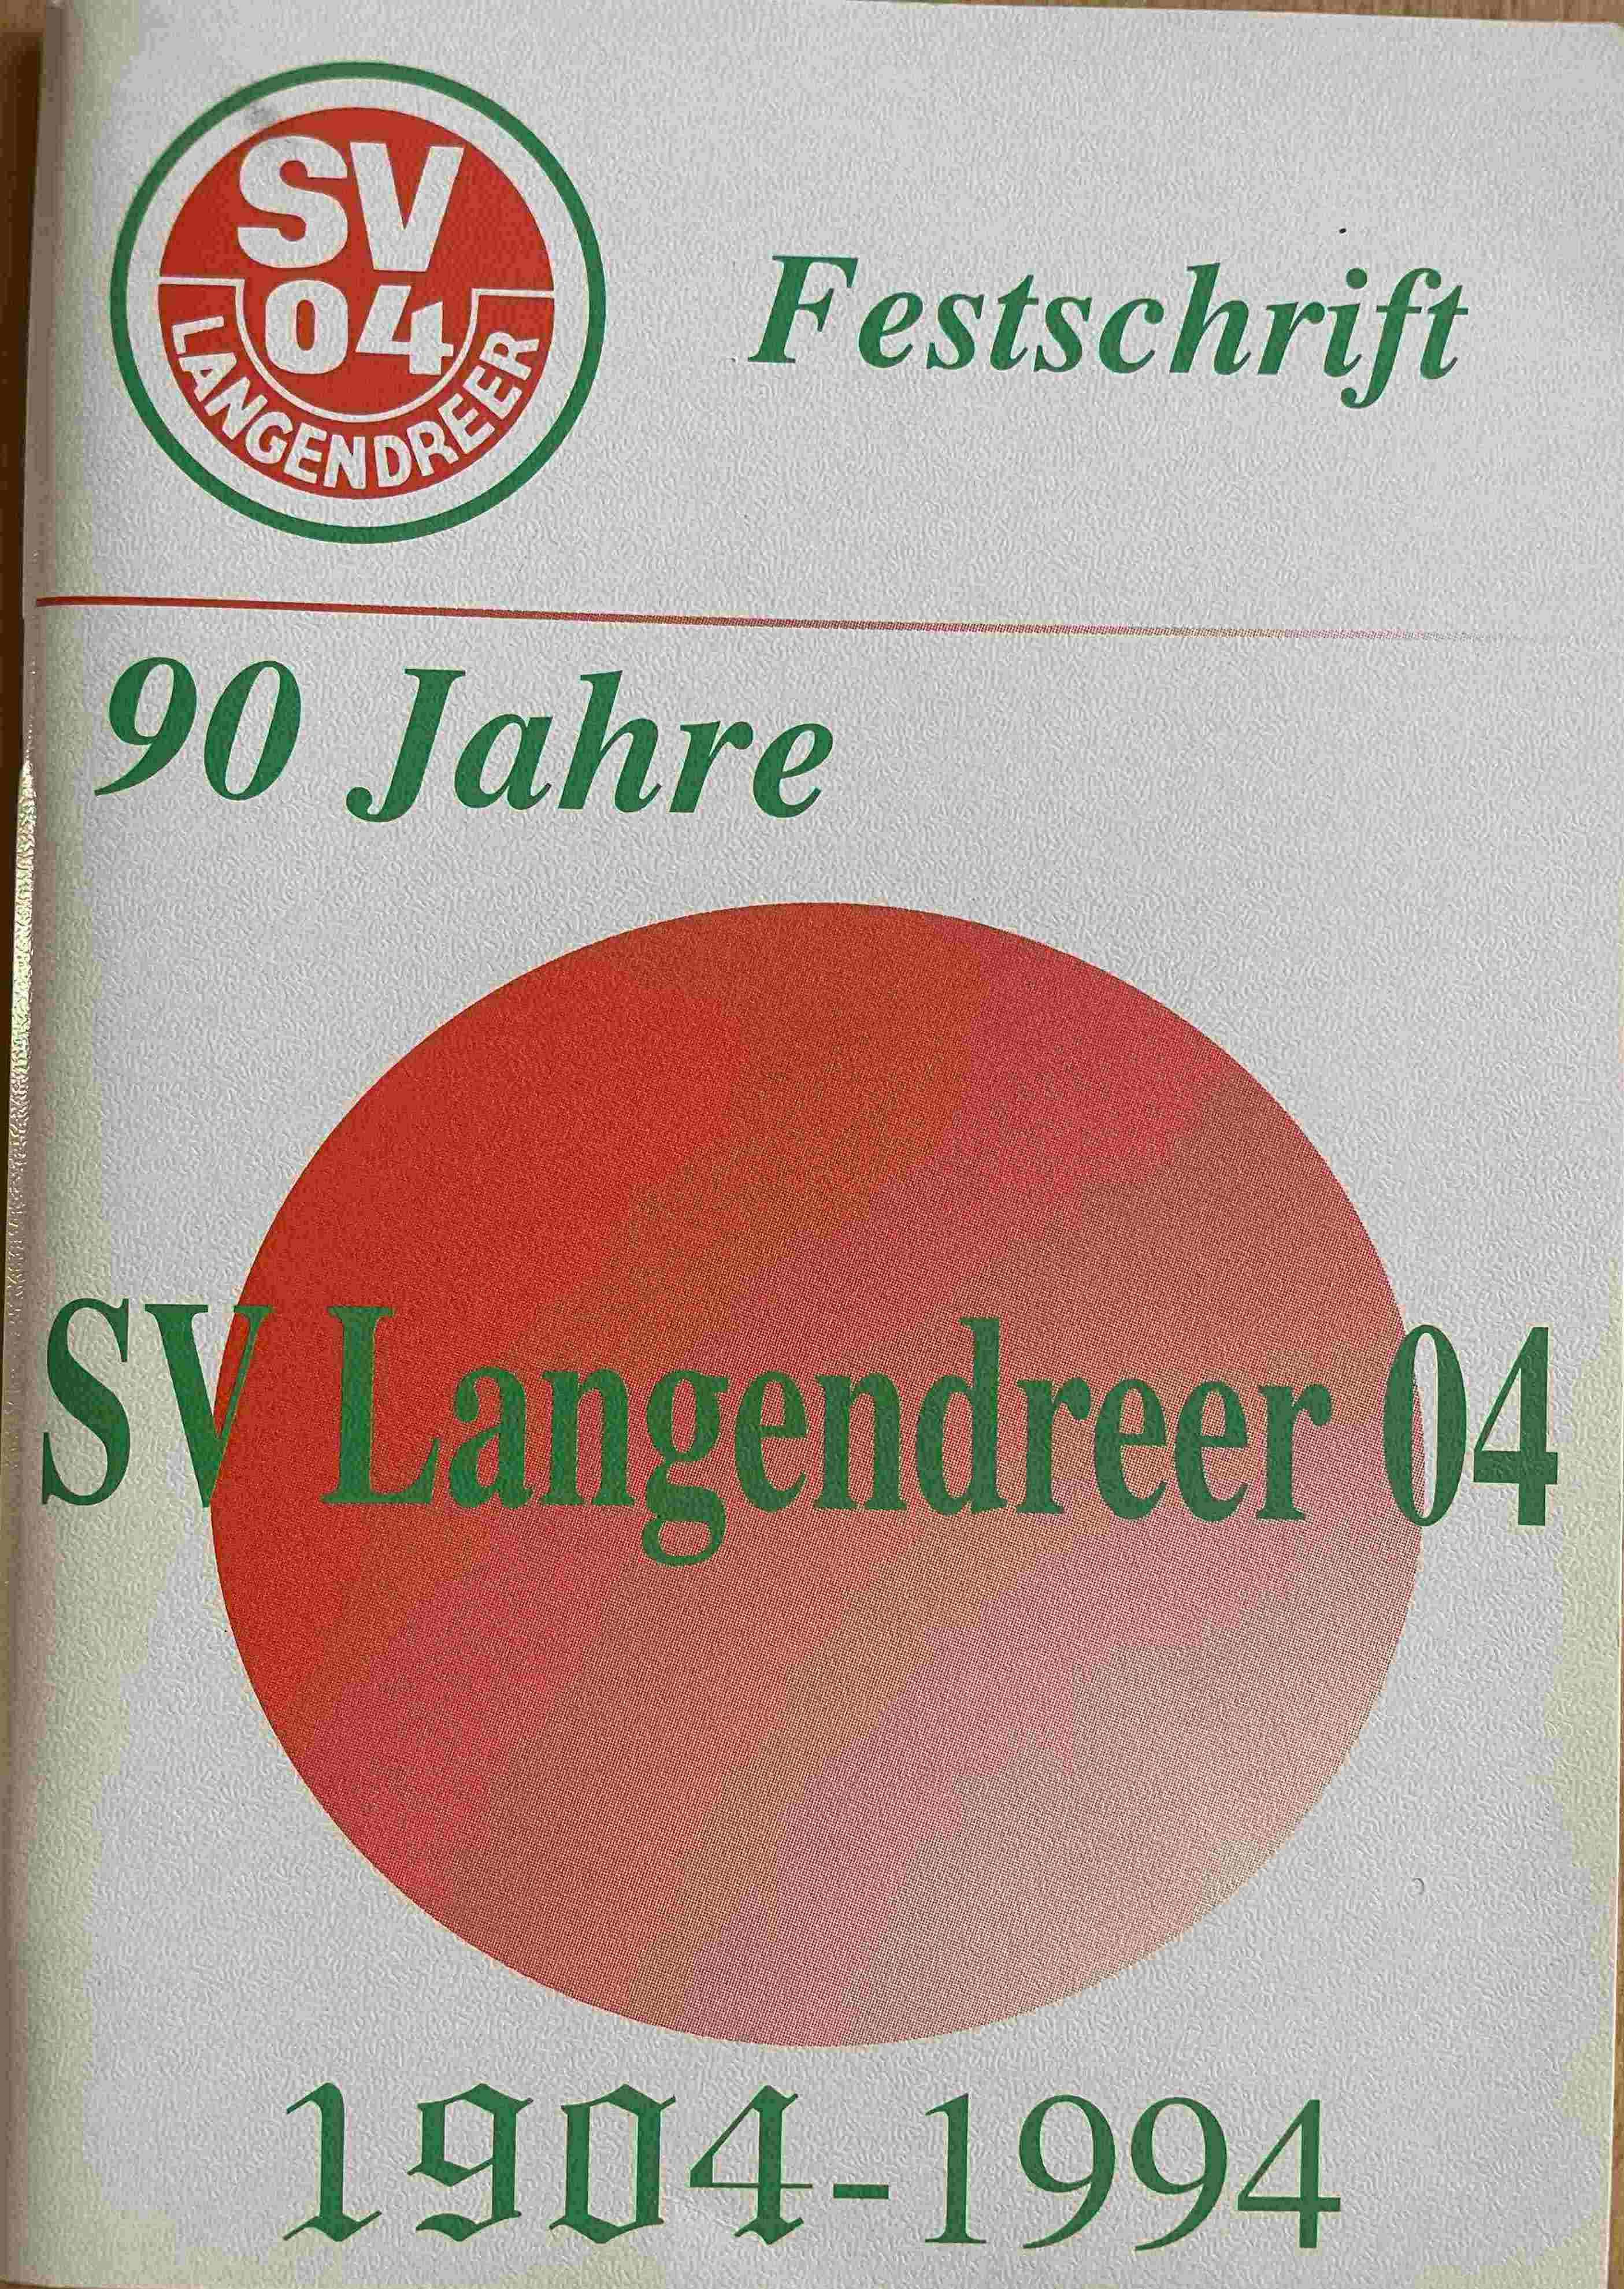 SV
04
LANGENDREER
Festschrift
90 Jahre
SV Langendreer 04
1904-1994